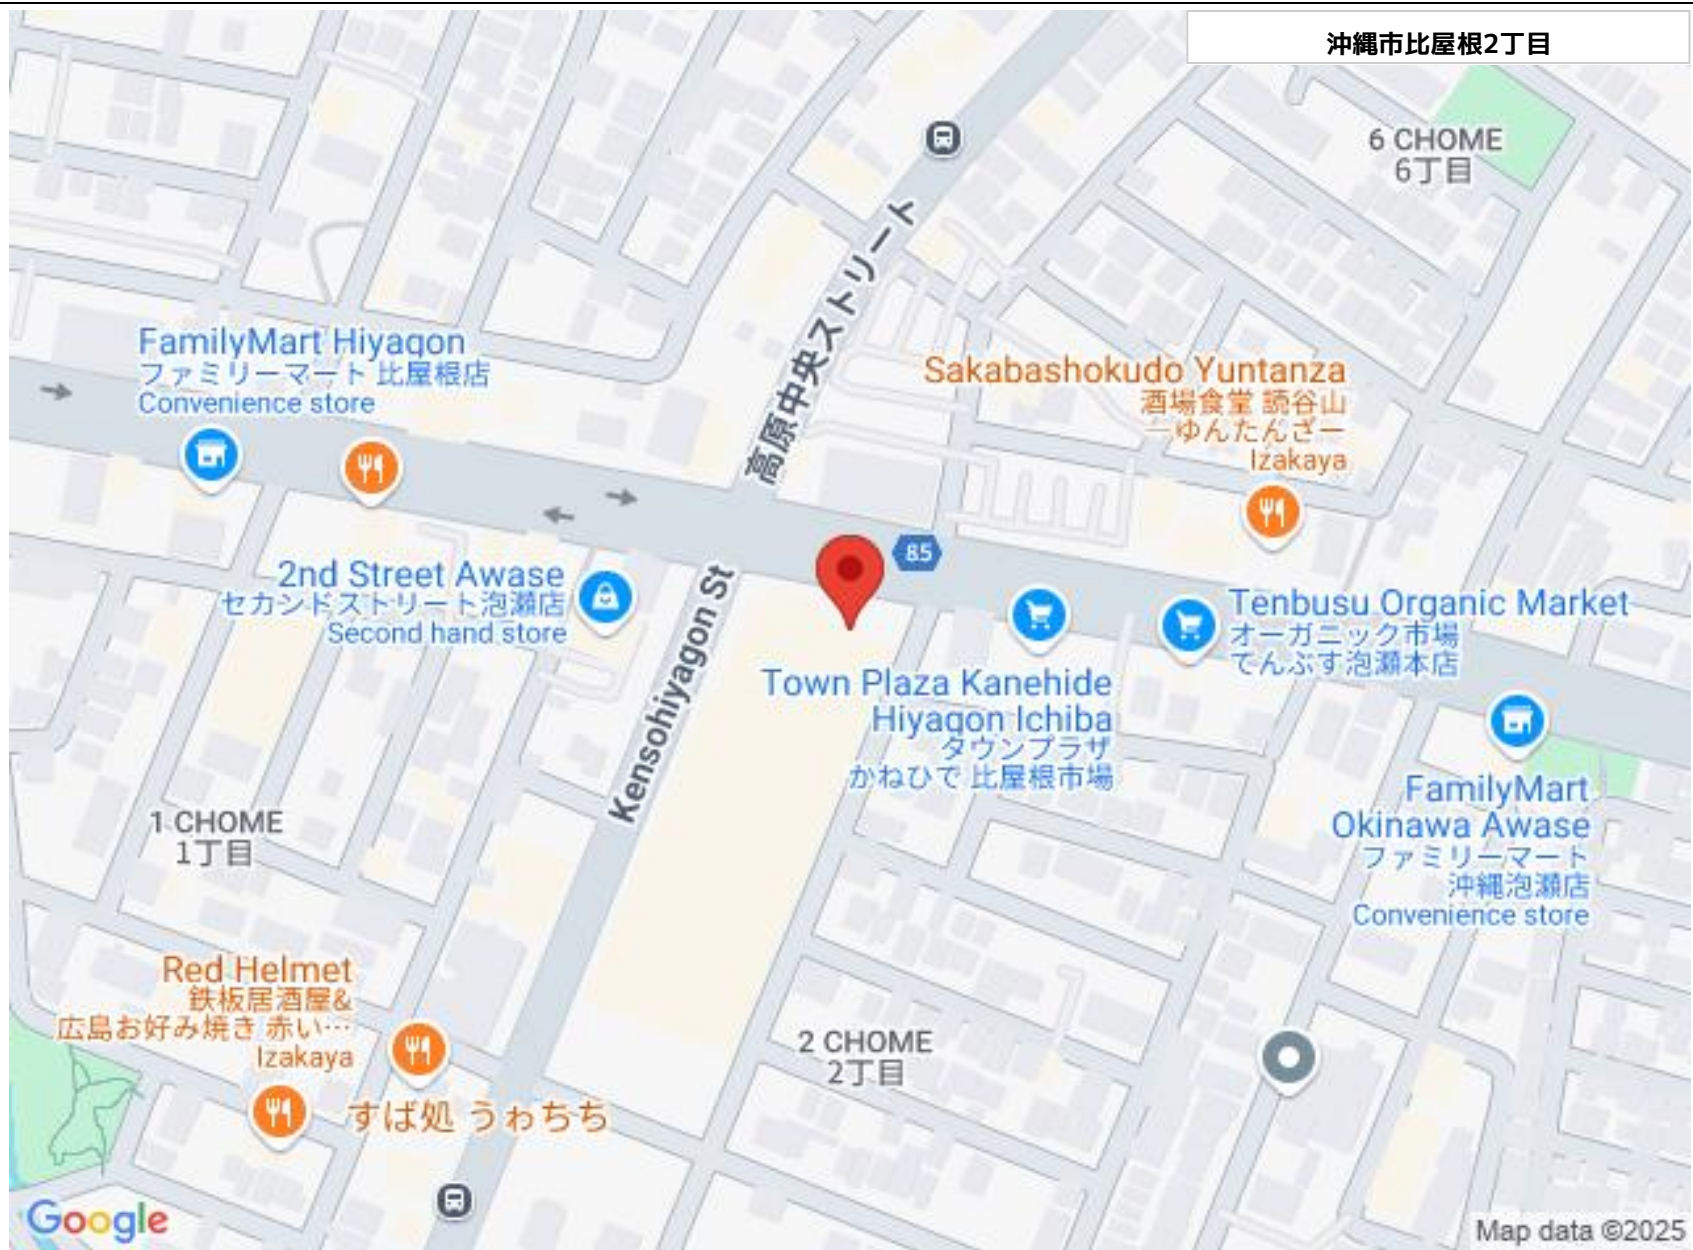 沖縄市比屋根2丁目
6 CHOME
6丁目
高原中央ストリート
FamilyMart Hiyagon
ファミリーマート 比屋根店
Convenience store
Sakabashokudo Yuntanza
酒場食堂 読谷山
ーゆんたんざー
Izakaya
85
2nd Street Awase
セカンドストリート泡瀬店
Second hand store
Kensohiyagon St
Tenbusu Organic Market
オーガニック市場
てんぶす泡瀬本店
Town Plaza Kanehide
Hiyagon Ichiba
タウンプラザ
かねひで 比屋根市場
FamilyMart
Okinawa Awase
ファミリーマート
沖縄泡瀬店
Convenience store
1 CHOME
1丁目
Red Helmet
鉄板居酒屋&
広島お好み焼き 赤い…
Izakaya
2 CHOME
2丁目
すば処 うゎちち
Google
Map data ©2025